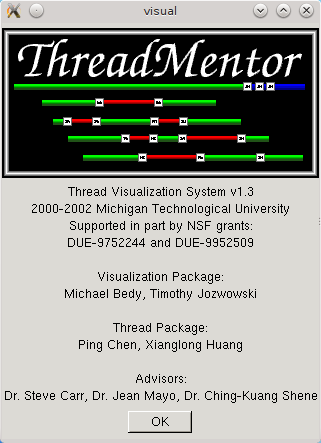 visual
ThreadMentor
Thread Visualization System v1.3
2000-2002 Michigan Technological University
Supported in part by NSF grants:
DUE-9752244 and DUE-9952509
Visualization Package:
Michael Bedy, Timothy Jozwowski
Thread Package:
Ping Chen, Xianglong Huang
Advisors:
Dr. Steve Carr, Dr. Jean Mayo, Dr. Ching-Kuang Shene
OK